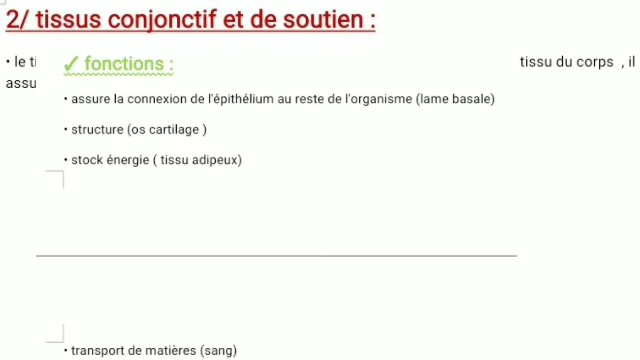 2/ tissus conjonctif et de soutien :
• le ti tissu du corps , il
assu
✓ fonctions :
• assure la connexion de l'épithélium au reste de l'organisme (lame basale)
• structure (os cartilage )
• stock énergie ( tissu adipeux)
• transport de matières (sang)